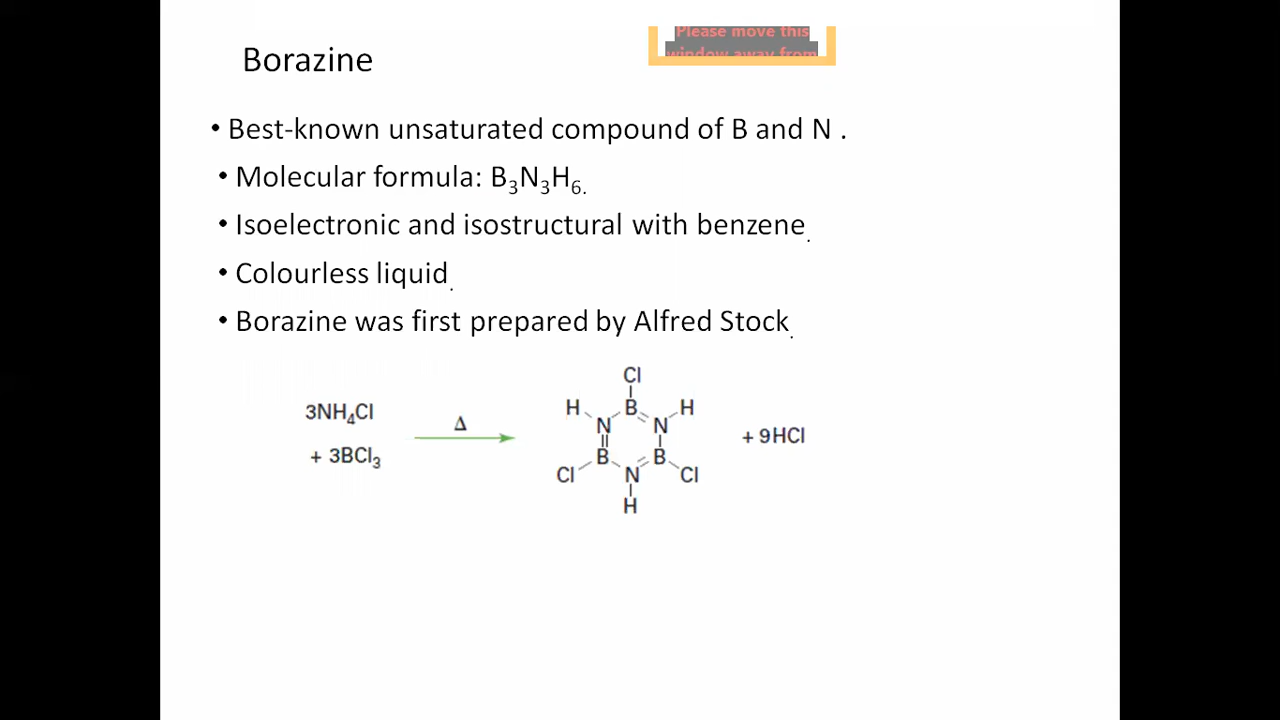 Please move this
window away from
Borazine
• Best-known unsaturated compound of B and N .
• Molecular formula: B₃N₃H₆.
• Isoelectronic and isostructural with benzene.
• Colourless liquid.
• Borazine was first prepared by Alfred Stock.
Cl
H B H
3NH₄Cl
Δ
N N
+ 9HCl
+ 3BCl₃
B B
Cl N Cl
H